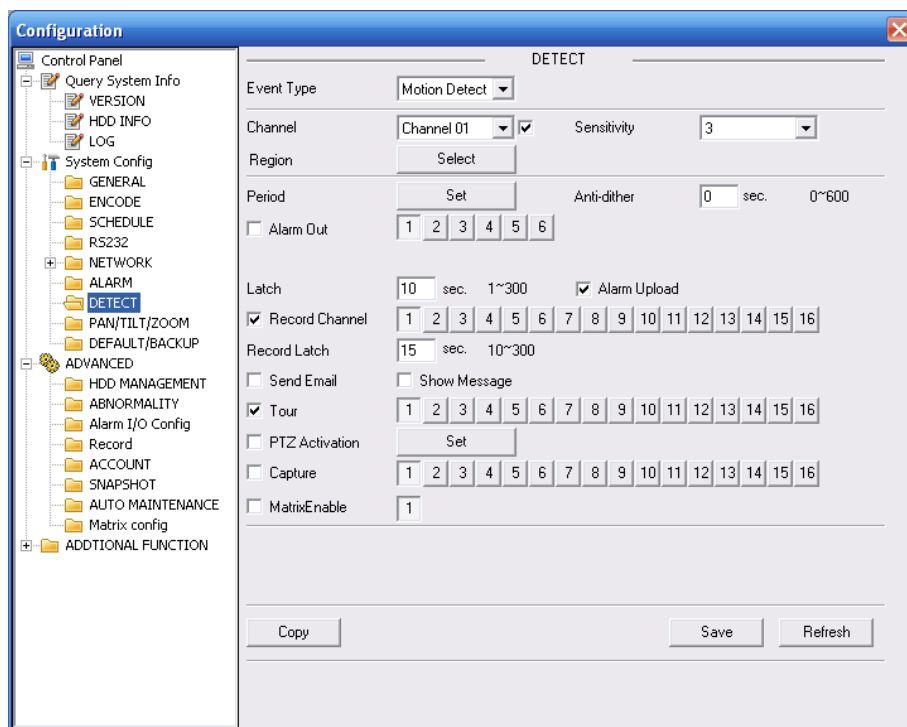 Configuration
Control Panel
Query System Info
VERSION
HDD INFO
LOG
System Config
GENERAL
ENCODE
SCHEDULE
RS232
NETWORK
ALARM
DETECT
PAN/TILT/ZOOM
DEFAULT/BACKUP
ADVANCED
HDD MANAGEMENT
ABNORMALITY
Alarm I/O Config
Record
ACCOUNT
SNAPSHOT
AUTO MAINTENANCE
Matrix config
ADDTIONAL FUNCTION
DETECT
Event Type Motion Detect
Channel Channel 01 Sensitivity 3
Region Select
Period Set Anti-dither 0 sec. 0~600
Alarm Out 1 2 3 4 5 6
Latch 10 sec. 1~300 Alarm Upload
Record Channel 1 2 3 4 5 6 7 8 9 10 11 12 13 14 15 16
Record Latch 15 sec. 10~300
Send Email Show Message
Tour 1 2 3 4 5 6 7 8 9 10 11 12 13 14 15 16
PTZ Activation Set
Capture 1 2 3 4 5 6 7 8 9 10 11 12 13 14 15 16
MatrixEnable 1
Copy Save Refresh